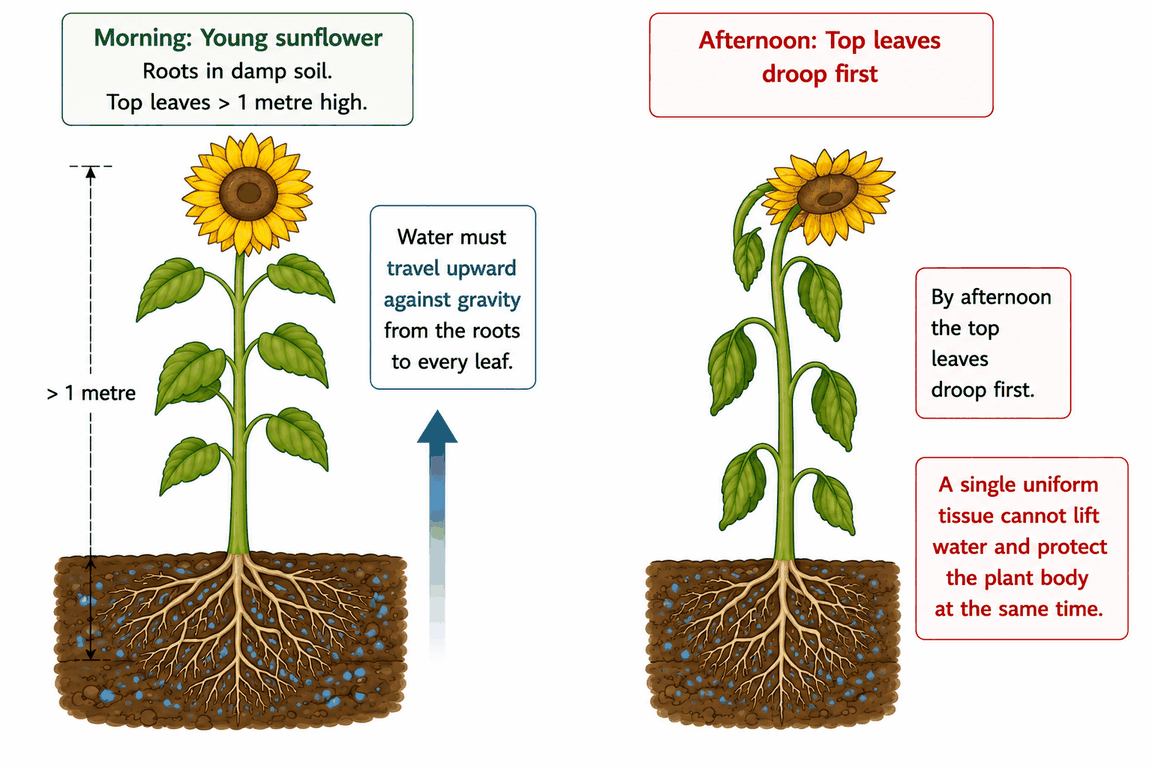 Morning: Young sunflower
Roots in damp soil.
Top leaves > 1 metre high.
Afternoon: Top leaves
droop first
Water must
travel upward
against gravity
from the roots
to every leaf.
> 1 metre
By afternoon
the top
leaves
droop first.
A single uniform
tissue cannot lift
water and protect
the plant body
at the same time.